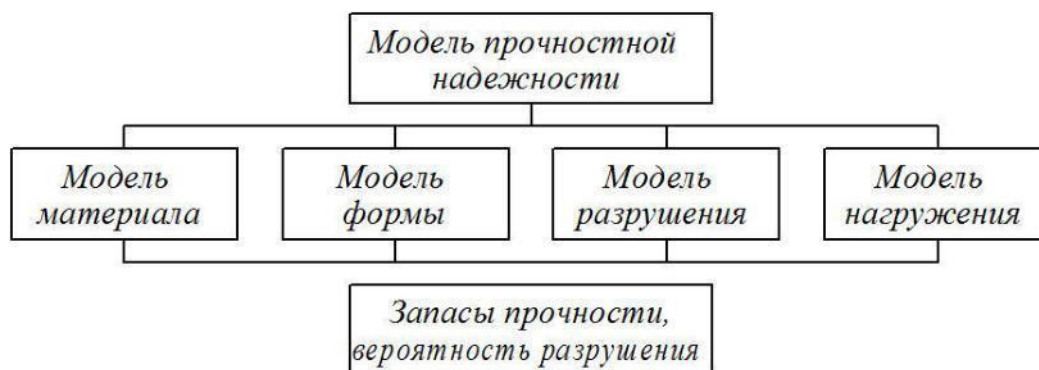 Модель прочностной
надежности
Модель
материала
Модель
формы
Модель
разрушения
Модель
нагружения
Запасы прочности,
вероятность разрушения